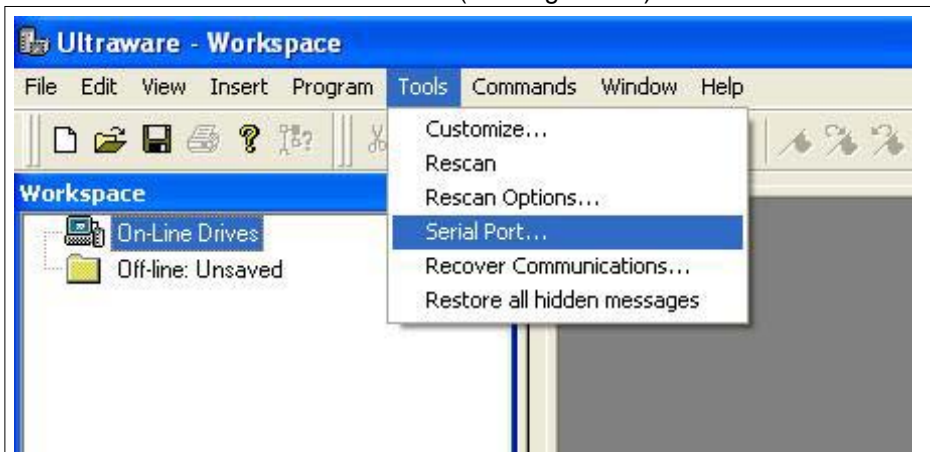 Ultraware - Workspace
File Edit View Insert Program Tools Commands Window Help
Customize...
Rescan
Rescan Options...
Serial Port...
Recover Communications...
Restore all hidden messages
Workspace
On-Line Drives
Off-line: Unsaved